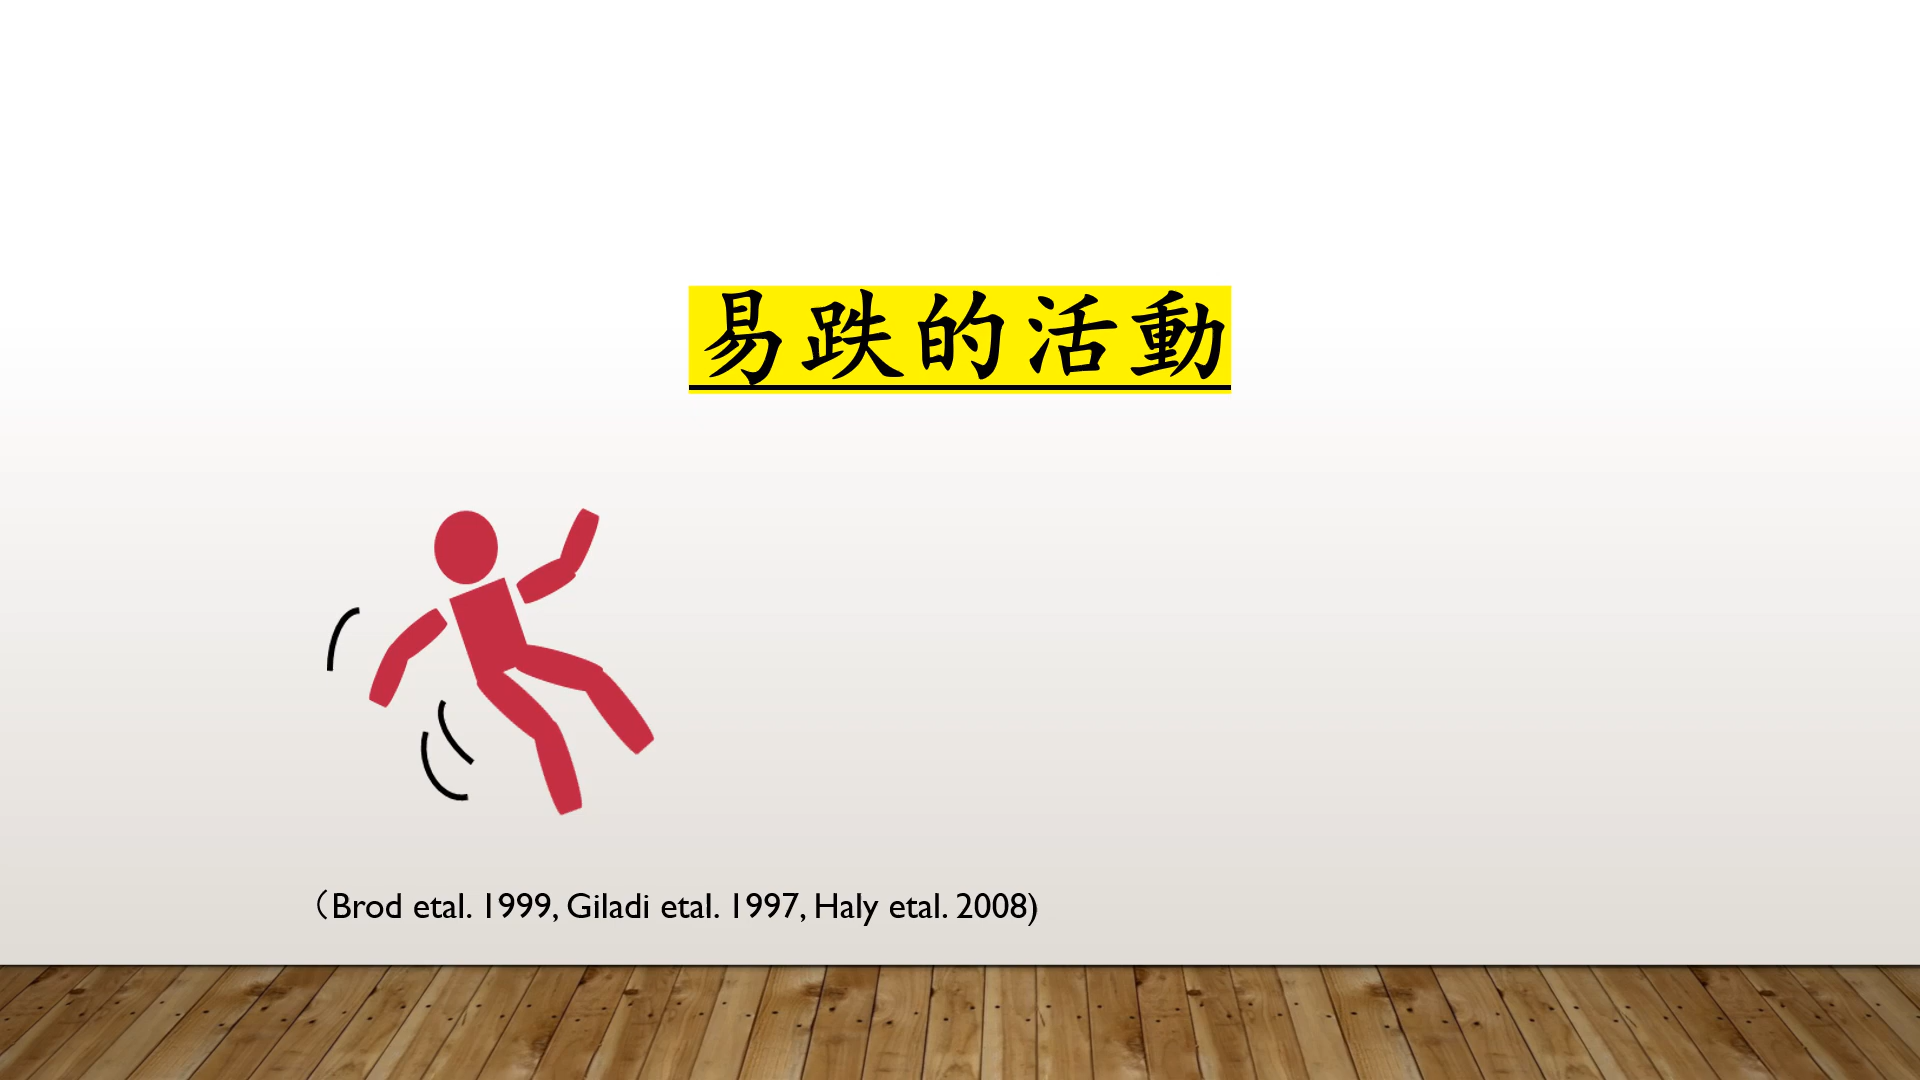 易跌的活動
（Brod etal. 1999, Giladi etal. 1997, Haly etal. 2008)